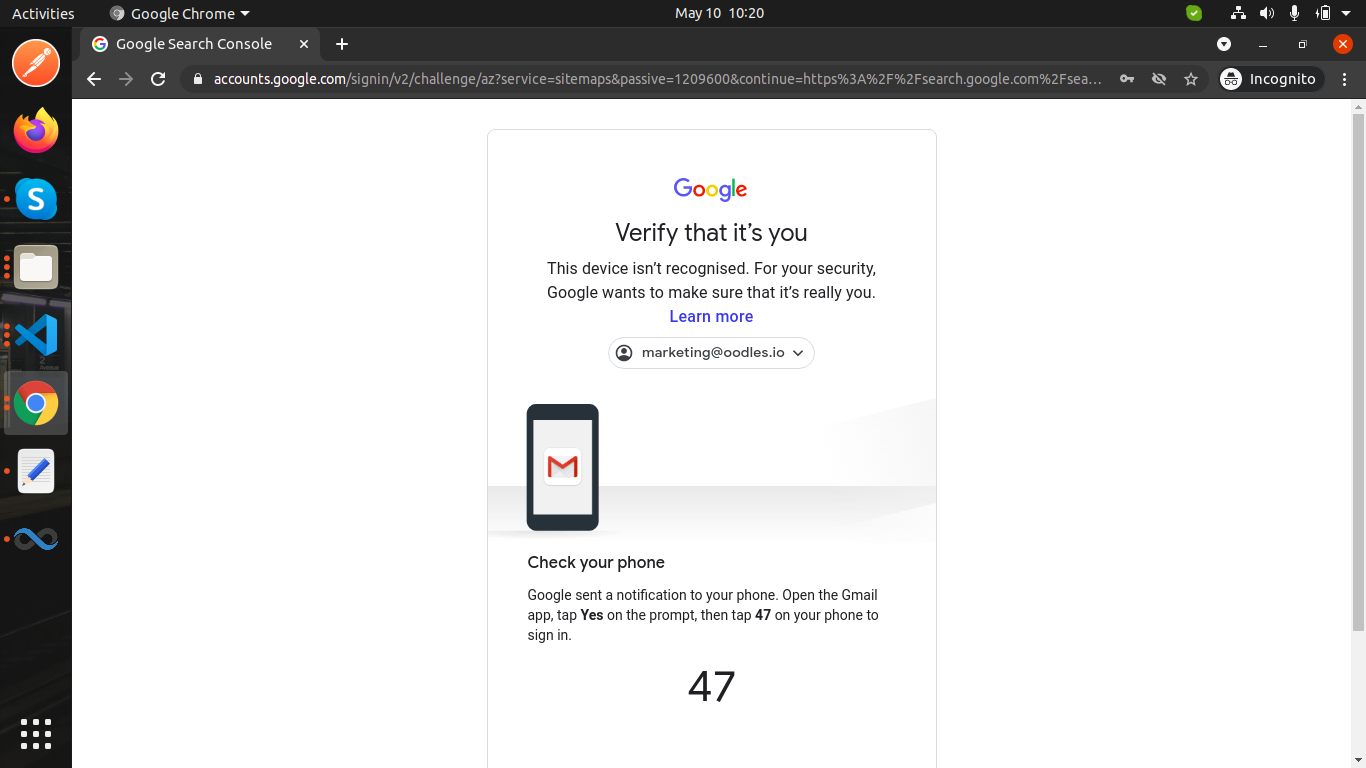 Activities
Google Chrome
May 10 10:20
Google Search Console
accounts.google.com/signin/v2/challenge/az?service=sitemaps&passive=1209600&continue=https%3A%2F%2Fsearch.google.com%2Fsea...
Incognito
Google
Verify that it’s you
This device isn’t recognised. For your security,
Google wants to make sure that it’s really you.
Learn more
marketing@oodles.io
Check your phone
Google sent a notification to your phone. Open the Gmail
app, tap Yes on the prompt, then tap 47 on your phone to
sign in.
47